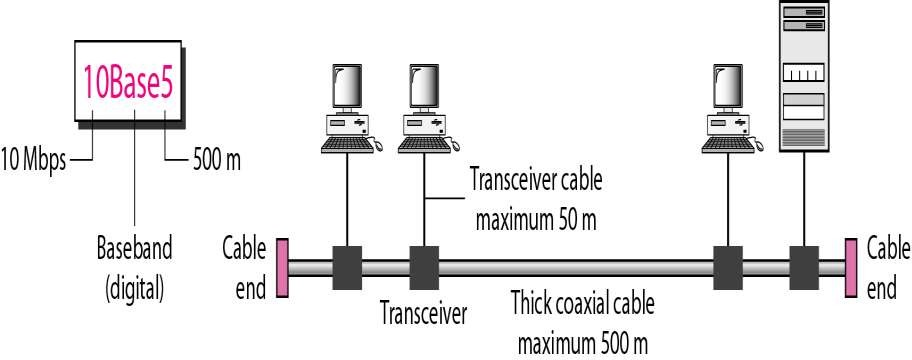 10Base5
10 Mbps
500 m
Baseband
(digital)
Transceiver cable
maximum 50 m
Cable
end
Transceiver
Thick coaxial cable
maximum 500 m
Cable
end